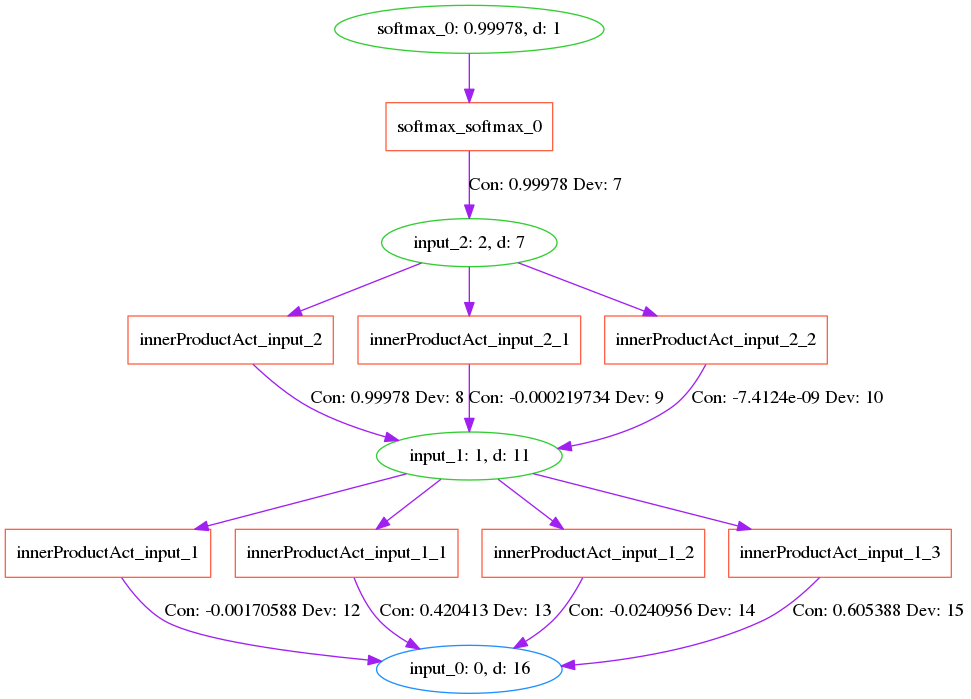 softmax_0: 0.99978, d: 1
softmax_softmax_0
Con: 0.99978 Dev: 7
input_2: 2, d: 7
innerProductAct_input_2
innerProductAct_input_2_1
innerProductAct_input_2_2
Con: 0.99978 Dev: 8
Con: -0.000219734 Dev: 9
Con: -7.4124e-09 Dev: 10
input_1: 1, d: 11
innerProductAct_input_1
innerProductAct_input_1_1
innerProductAct_input_1_2
innerProductAct_input_1_3
Con: -0.00170588 Dev: 12
Con: 0.420413 Dev: 13
Con: -0.0240956 Dev: 14
Con: 0.605388 Dev: 15
input_0: 0, d: 16